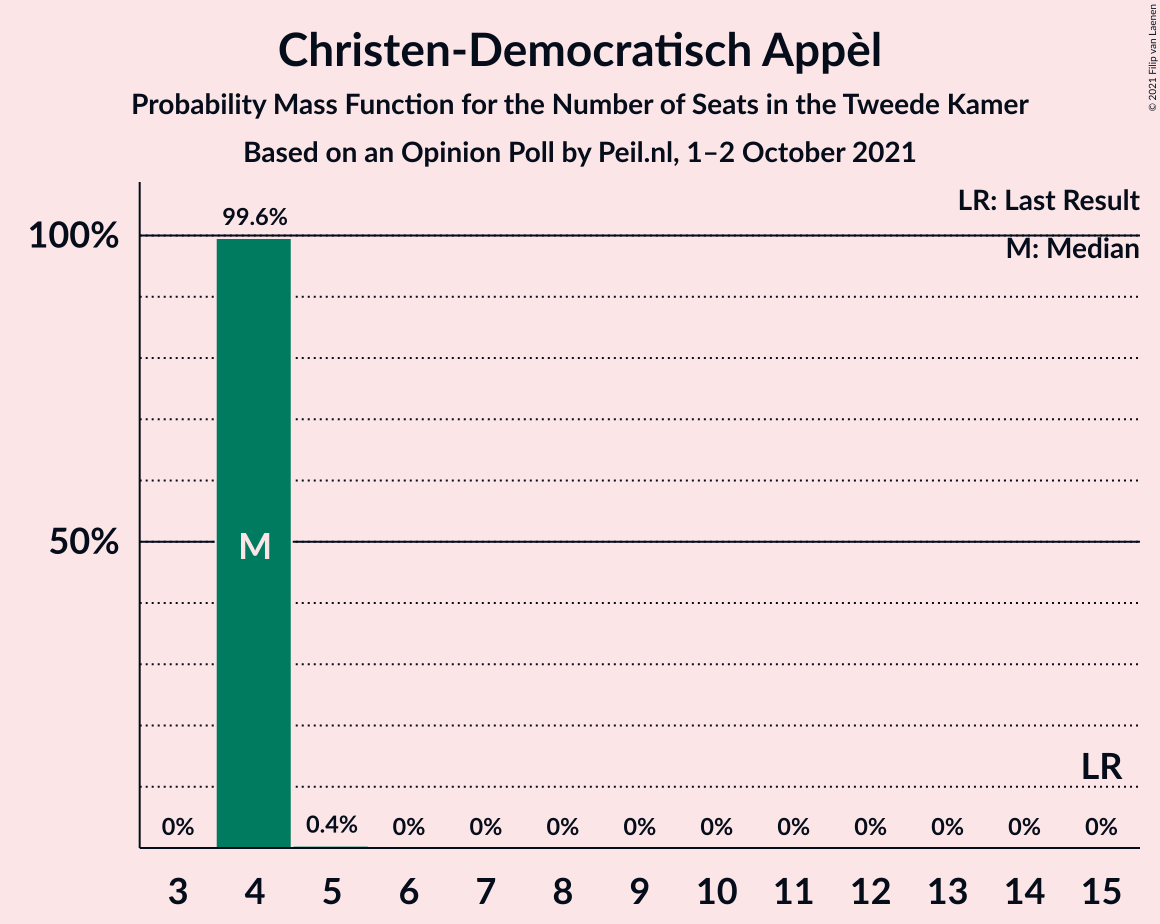 Christen-Democratisch Appèl
Probability Mass Function for the Number of Seats in the Tweede Kamer
Based on an Opinion Poll by Peil.nl, 1–2 October 2021
© 2021 Filip van Laenen
LR: Last Result
M: Median
100%
50%
99.6%
M
LR
0% 0.4% 0% 0% 0% 0% 0% 0% 0% 0% 0% 0%
3 4 5 6 7 8 9 10 11 12 13 14 15